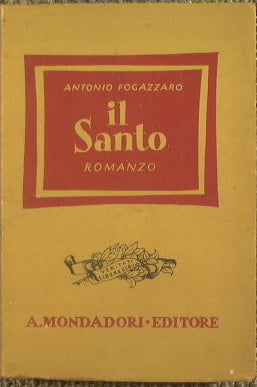 ANTONIO FOGAZZARO
il
Santo
ROMANZO
A. MONDADORI · EDITORE